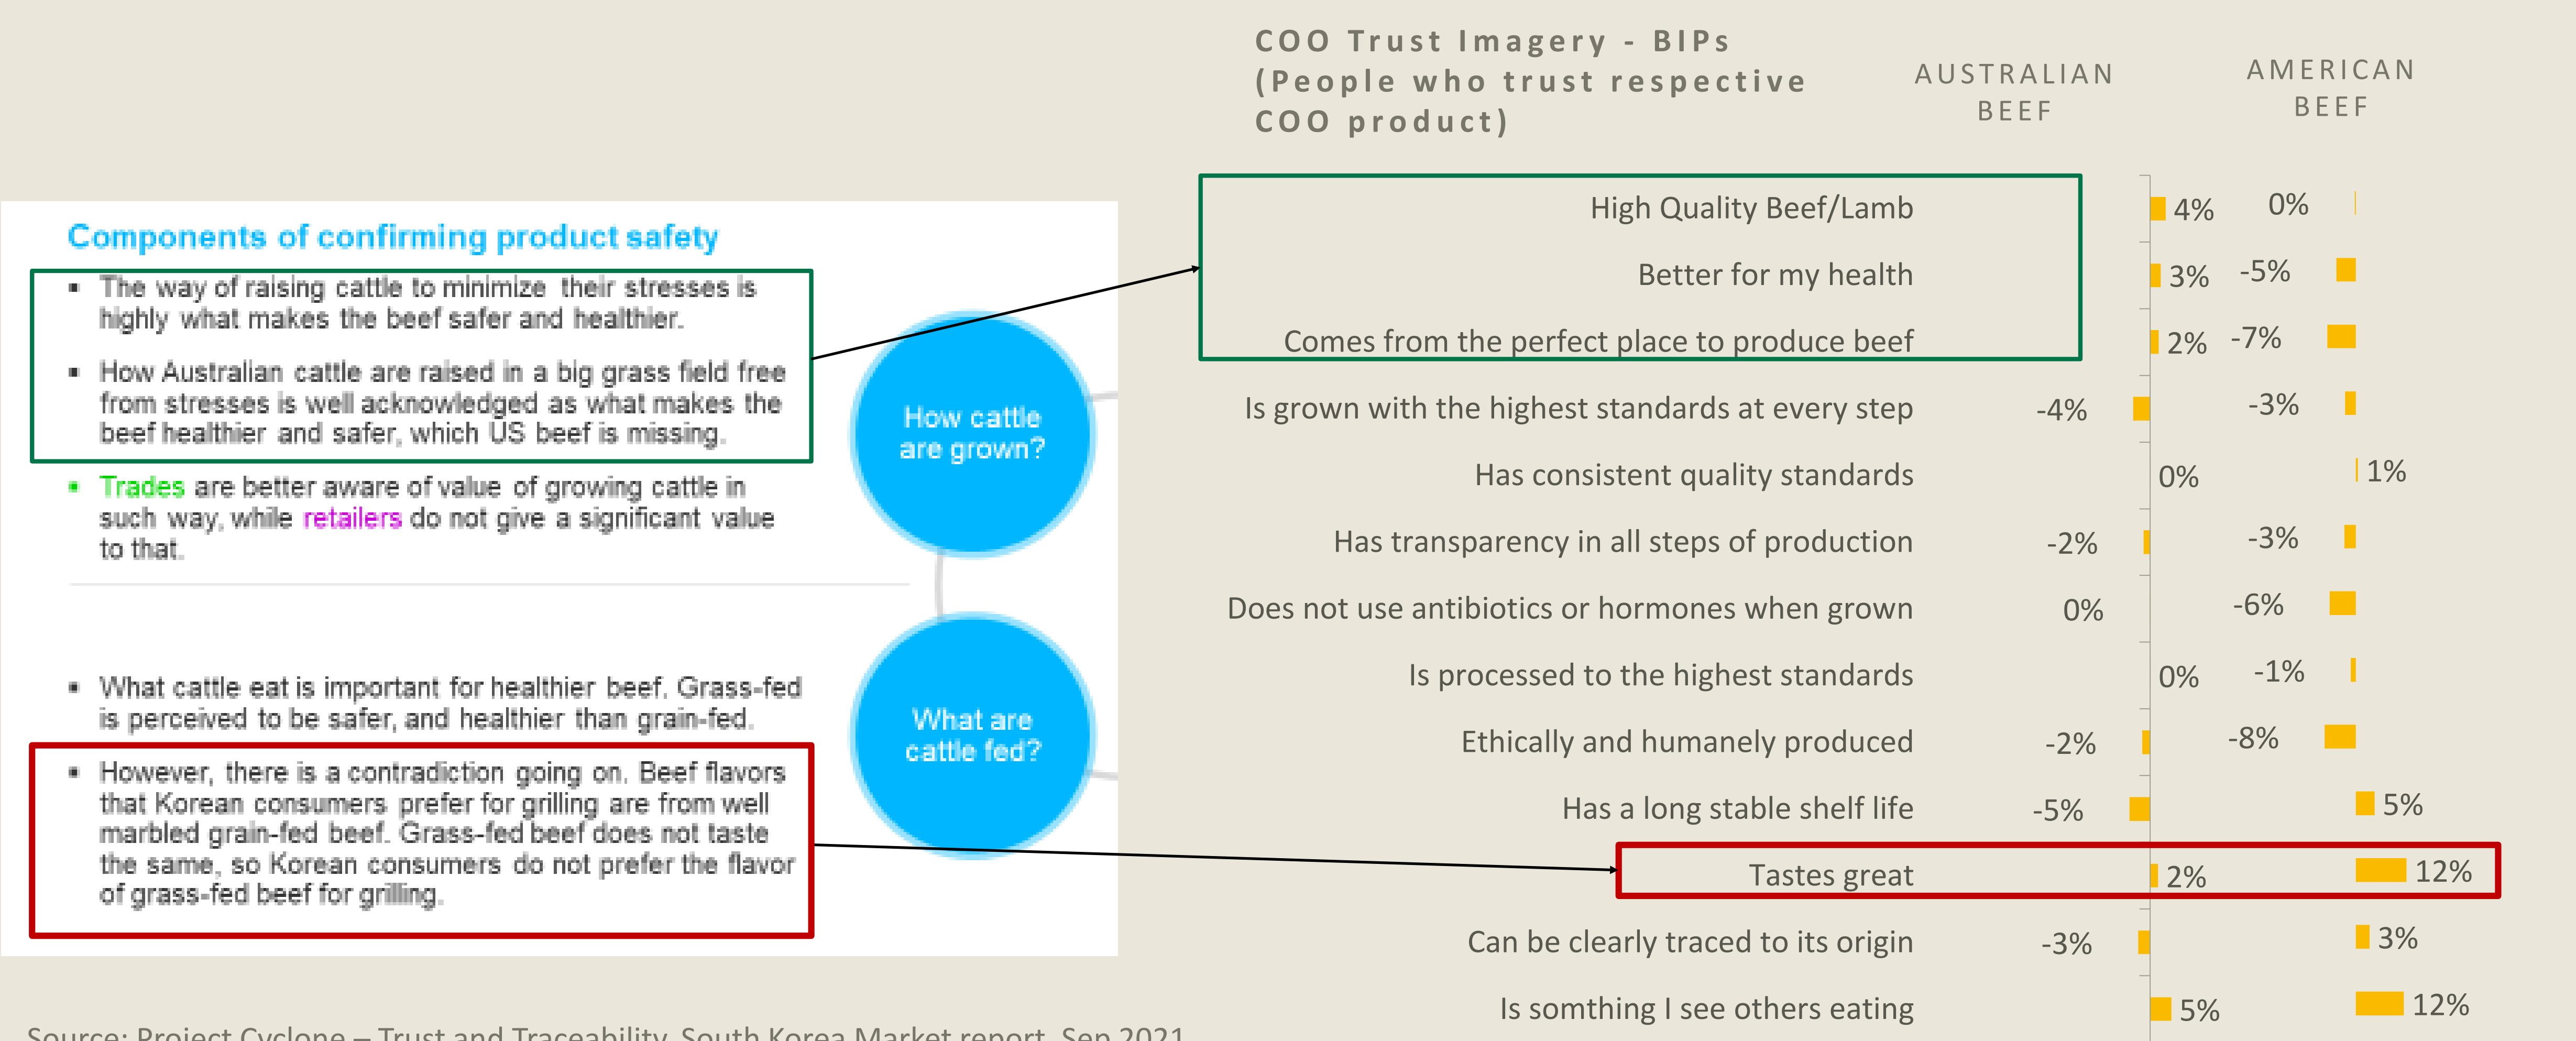 COO Trust Imagery - BIPs
(People who trust respective
COO product)
AUSTRALIAN
BEEF
AMERICAN
BEEF
Components of confirming product safety
▪ The way of raising cattle to minimize their stresses is
highly what makes the beef safer and healthier.
▪ How Australian cattle are raised in a big grass field free
from stresses is well acknowledged as what makes the
beef healthier and safer, which US beef is missing.
▪ Trades are better aware of value of growing cattle in
such way, while retailers do not give a significant value
to that.
How cattle
are grown?
▪ What cattle eat is important for healthier beef. Grass-fed
is perceived to be safer, and healthier than grain-fed.
▪ However, there is a contradiction going on. Beef flavors
that Korean consumers prefer for grilling are from well
marbled grain-fed beef. Grass-fed beef does not taste
the same, so Korean consumers do not prefer the flavor
of grass-fed beef for grilling.
What are
cattle fed?
High Quality Beef/Lamb 4% 0%
Better for my health 3% -5%
Comes from the perfect place to produce beef 2% -7%
Is grown with the highest standards at every step -4% -3%
Has consistent quality standards 0% 1%
Has transparency in all steps of production -2% -3%
Does not use antibiotics or hormones when grown 0% -6%
Is processed to the highest standards 0% -1%
Ethically and humanely produced -2% -8%
Has a long stable shelf life -5% 5%
Tastes great 2% 12%
Can be clearly traced to its origin -3% 3%
Is somthing I see others eating 5% 12%
Source: Project Cyclone – Trust and Traceability, South Korea Market report, Sep 2021